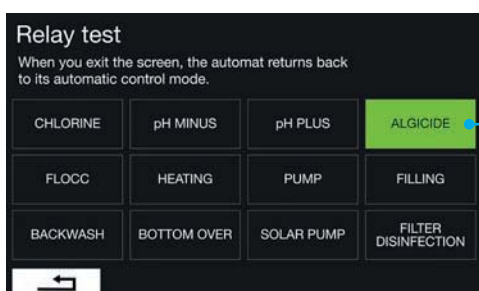 Relay test
When you exit the screen, the automat returns back
to its automatic control mode.
CHLORINE
pH MINUS
pH PLUS
ALGICIDE
FLOCC
HEATING
PUMP
FILLING
BACKWASH
BOTTOM OVER
SOLAR PUMP
FILTER
DISINFECTION